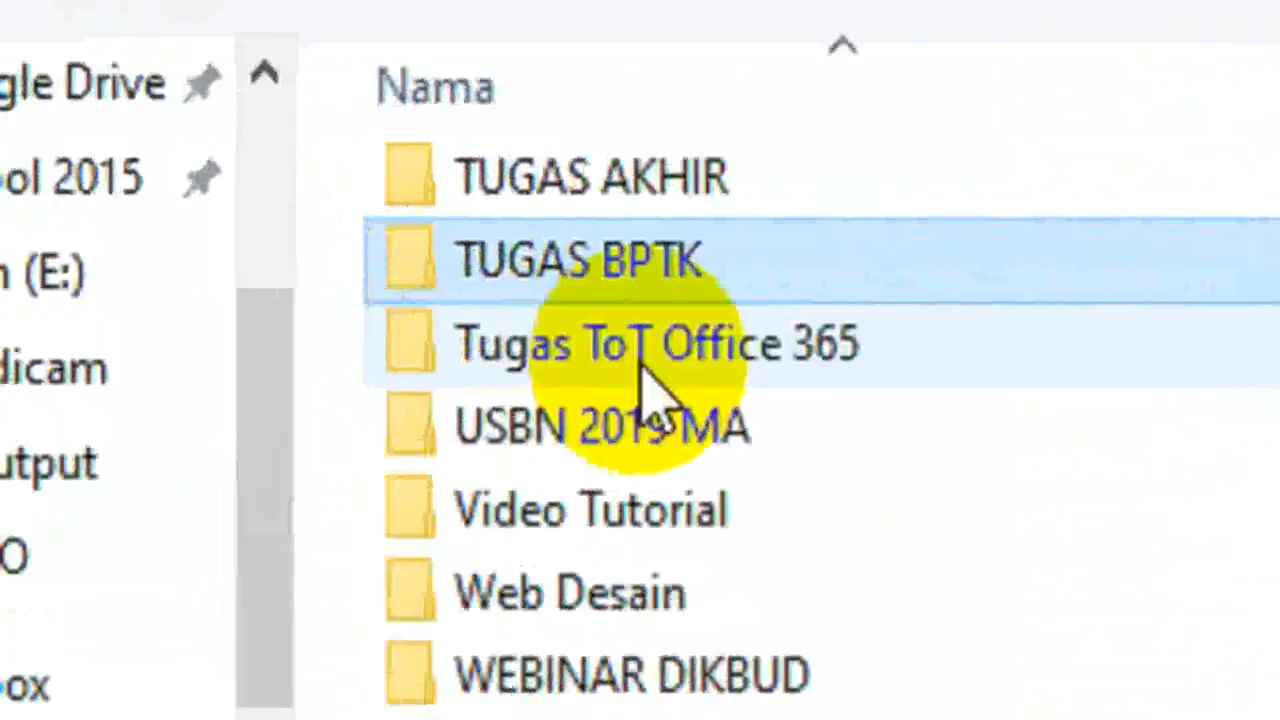 Nama
gle Drive
ool 2015
(E:)
dicam
utput
O
ox
TUGAS AKHIR
TUGAS BPTK
Tugas ToT Office 365
USBN 2019 MA
Video Tutorial
Web Desain
WEBINAR DIKBUD